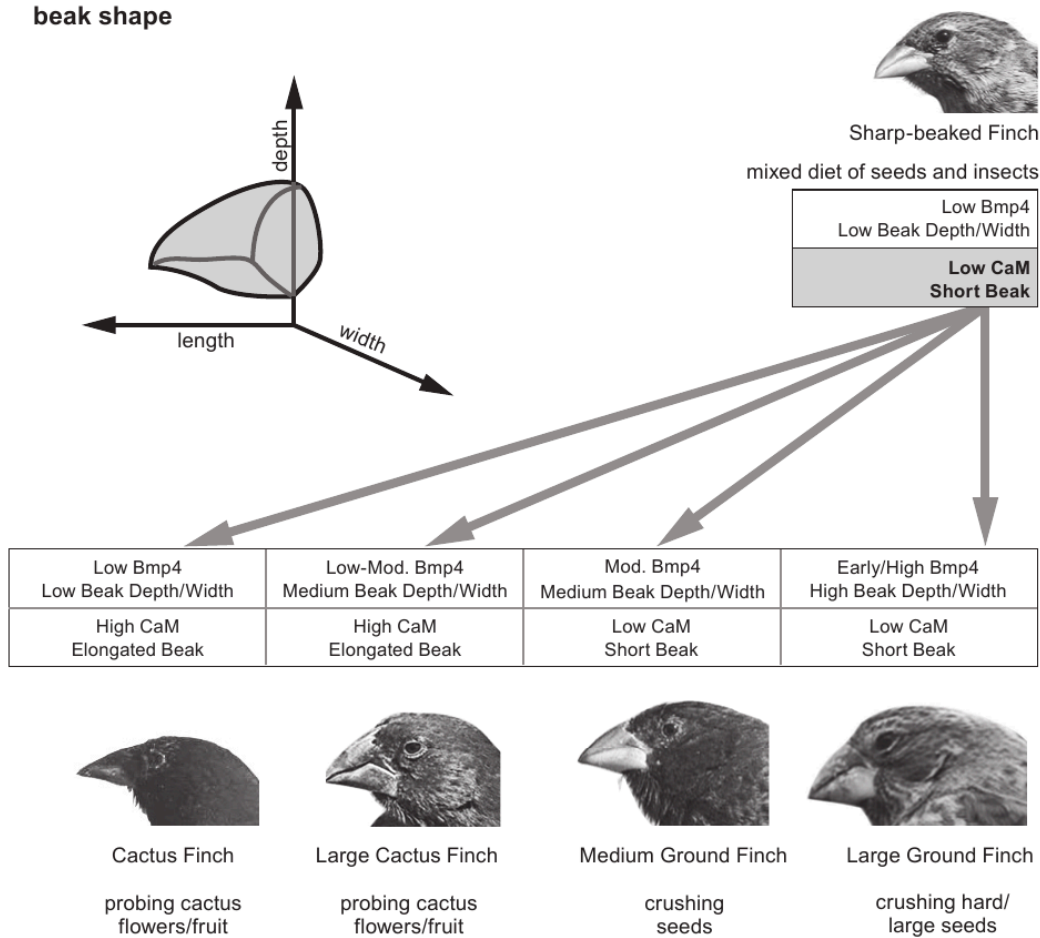 beak shape
depth
length
width
Sharp-beaked Finch
mixed diet of seeds and insects
Low Bmp4
Low Beak Depth/Width
Low CaM
Short Beak
Low Bmp4
Low Beak Depth/Width
Low-Mod. Bmp4
Medium Beak Depth/Width
Mod. Bmp4
Medium Beak Depth/Width
Early/High Bmp4
High Beak Depth/Width
High CaM
Elongated Beak
High CaM
Elongated Beak
Low CaM
Short Beak
Low CaM
Short Beak
Cactus Finch
Large Cactus Finch
Medium Ground Finch
Large Ground Finch
probing cactus
flowers/fruit
probing cactus
flowers/fruit
crushing
seeds
crushing hard/
large seeds